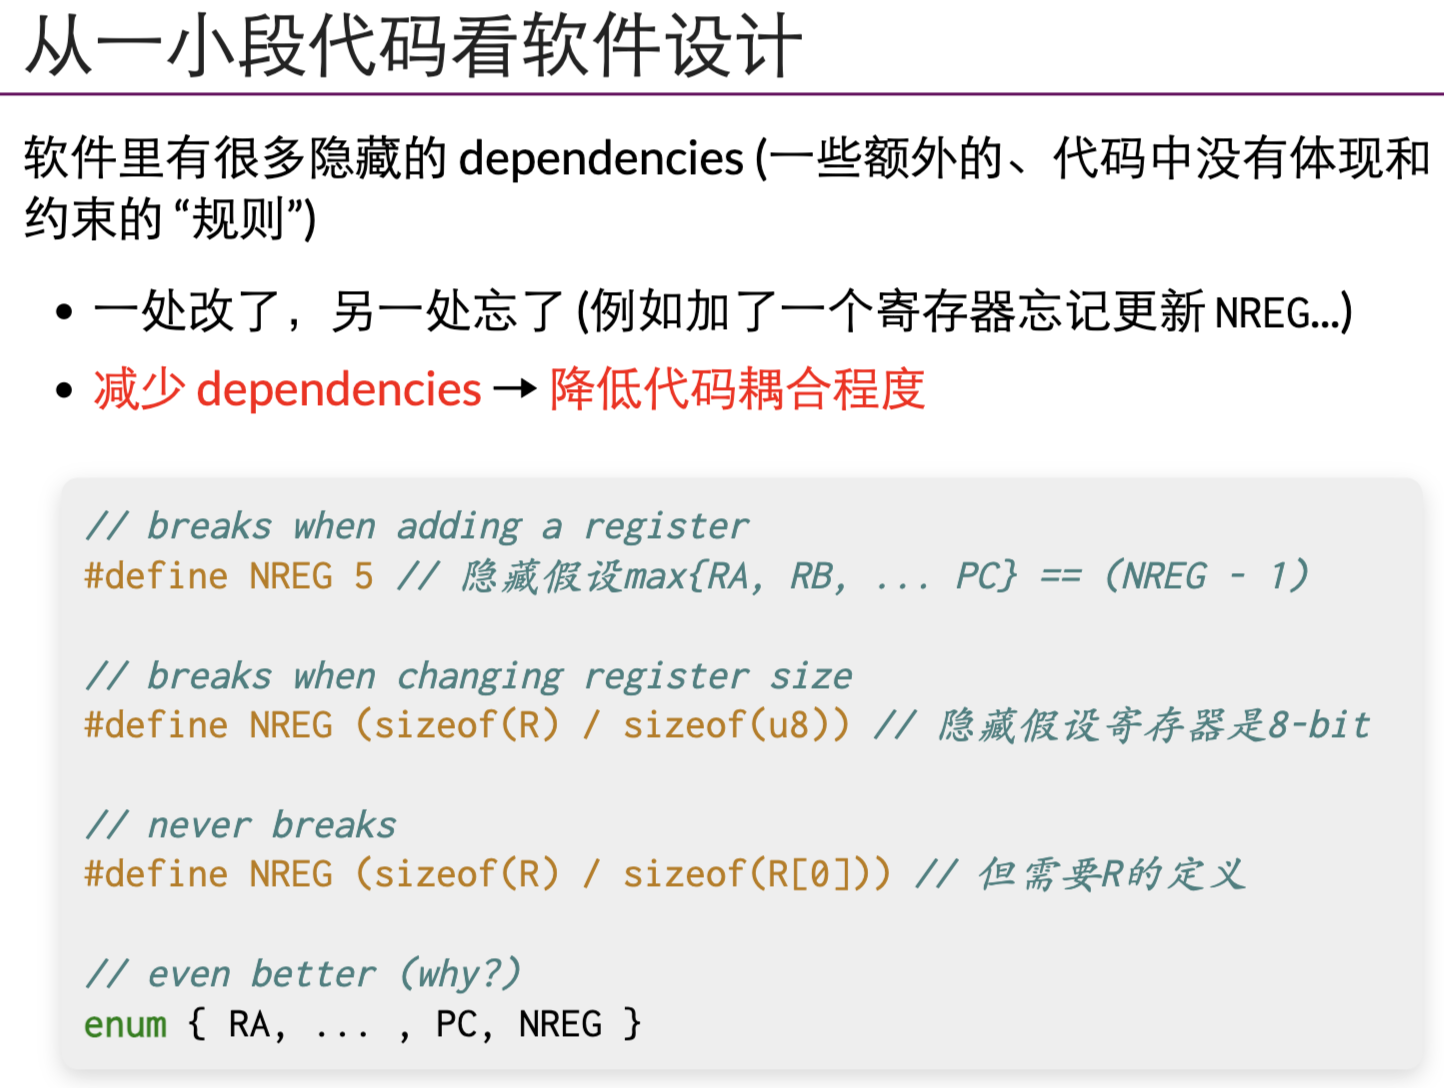 从一小段代码看软件设计
软件里有很多隐藏的 dependencies (一些额外的、代码中没有体现和
约束的 “规则”)
• 一处改了，另一处忘了 (例如加了一个寄存器忘记更新 NREG...)
• 减少 dependencies → 降低代码耦合程度
// breaks when adding a register
#define NREG 5 // 隐藏假设max{RA, RB, ... PC} == (NREG - 1)
// breaks when changing register size
#define NREG (sizeof(R) / sizeof(u8)) // 隐藏假设寄存器是8-bit
// never breaks
#define NREG (sizeof(R) / sizeof(R[0])) // 但需要R的定义
// even better (why?)
enum { RA, ... , PC, NREG }